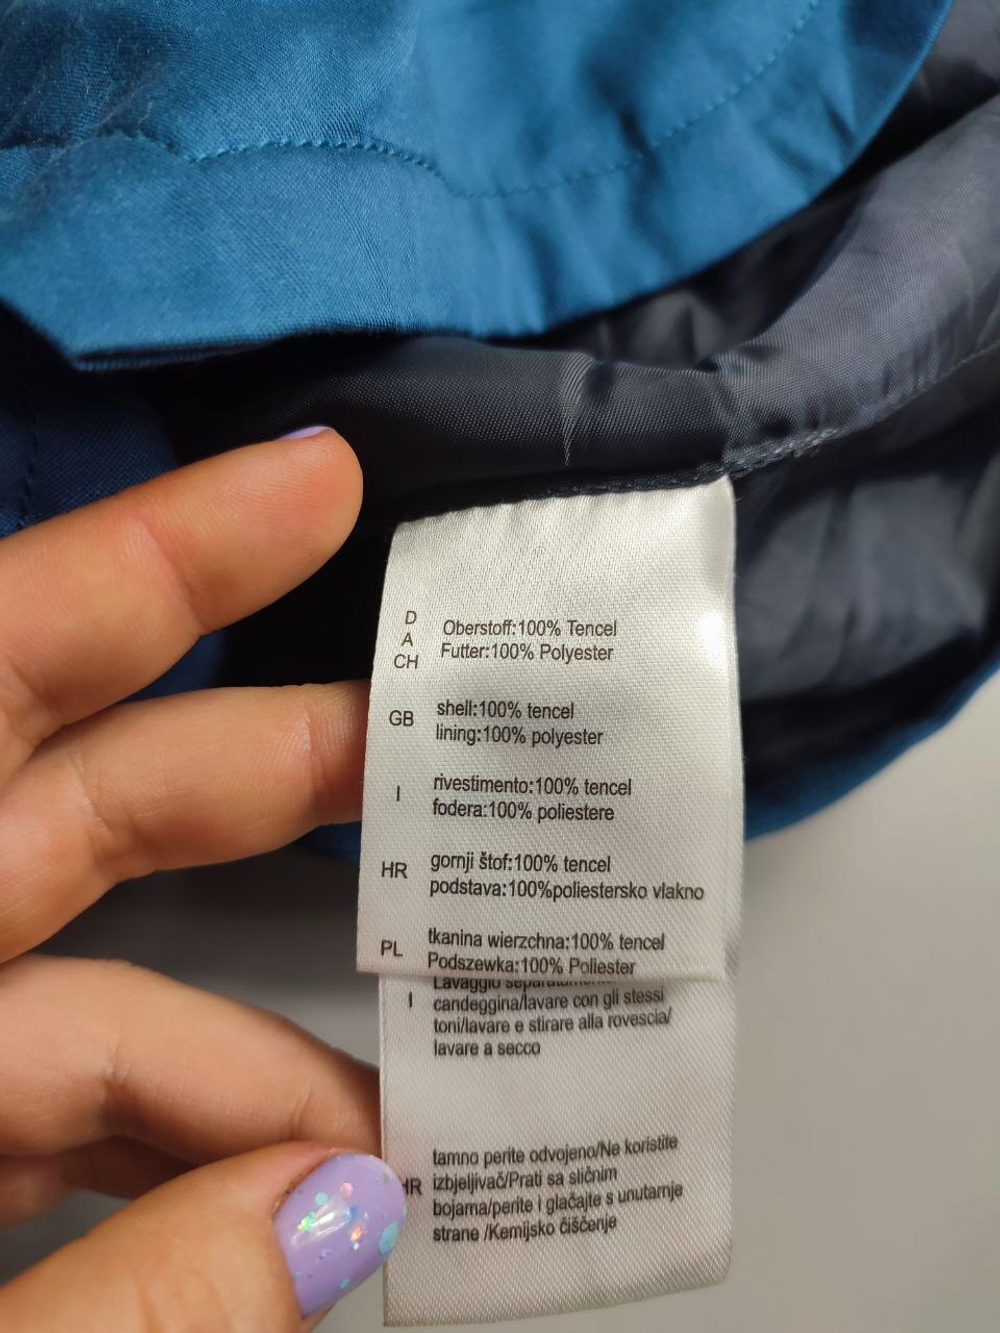 D
A
CH
Oberstoff:100% Tencel
Futter:100% Polyester
GB
shell:100% tencel
lining:100% polyester
I
rivestimento:100% tencel
fodera:100% poliestere
HR
gornji štof:100% tencel
podstava:100%poliestersko vlakno
PL
tkanina wierzchna:100% tencel
Podszewka:100% Poliester
I
Lavaggio
candeggina/lavare con gli stessi
toni/lavare e stirare alla rovescia/
lavare a secco
HR
tamno perite odvojeno/Ne koristite
izbjeljivač/Prati sa sličnim
bojama/perite i glačajte s unutarnje
strane /Kemijsko čišćenje